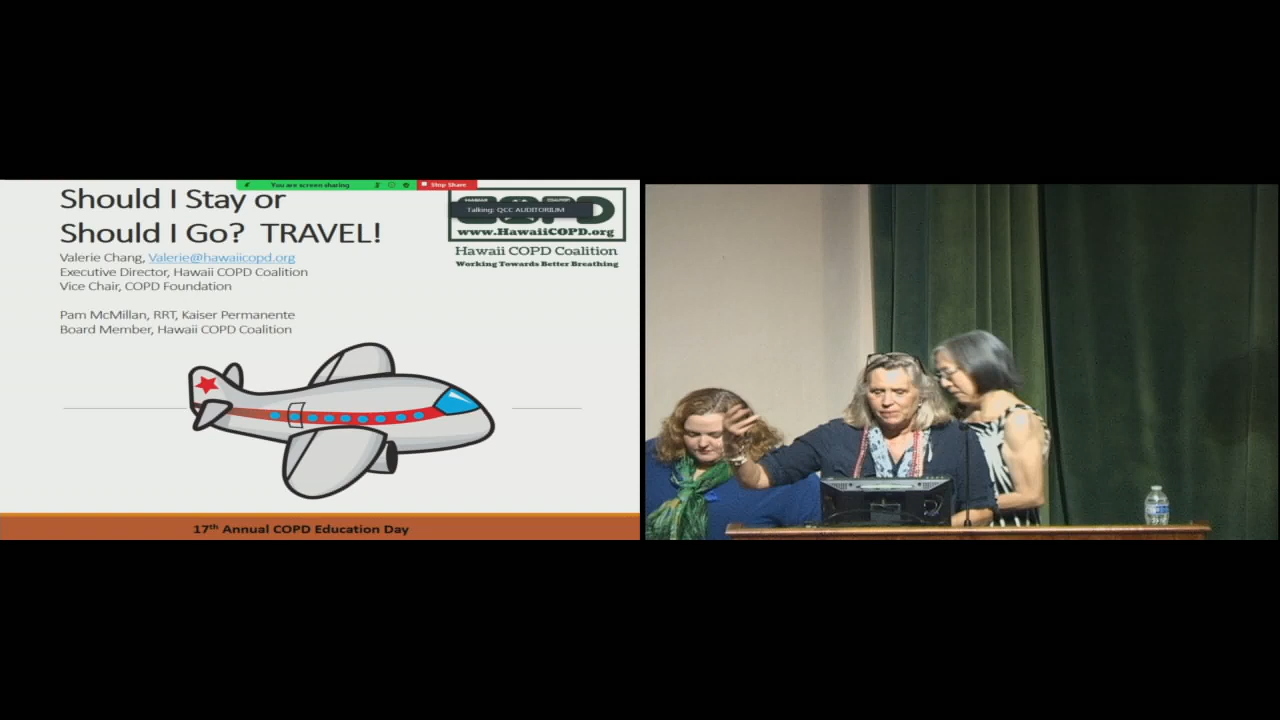 Should I Stay or
Should I Go? TRAVEL!
Valerie Chang, Valerie@hawaiicopd.org
Executive Director, Hawaii COPD Coalition
Vice Chair, COPD Foundation
Pam McMillan, RRT, Kaiser Permanente
Board Member, Hawaii COPD Coalition
17th Annual COPD Education Day
You are screen sharing
Stop Share
Talking: QCC AUDITORIUM
www.HawaiiCOPD.org
Hawaii COPD Coalition
Working Towards Better Breathing